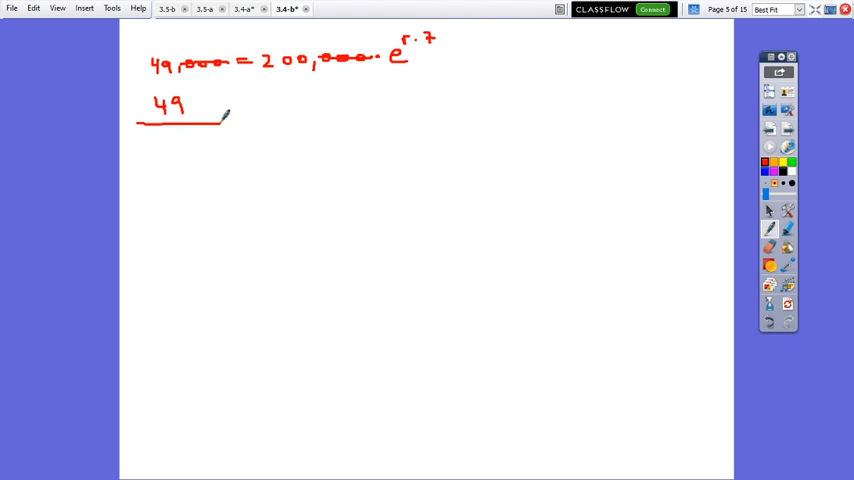 File Edit View Insert Tools Help 3.5-b 3.5-a 3.4-a* 3.4-b* CLASSFLOW Connect Page 5 of 15 Best Fit
49,000 = 200,000 · e^r·7
49